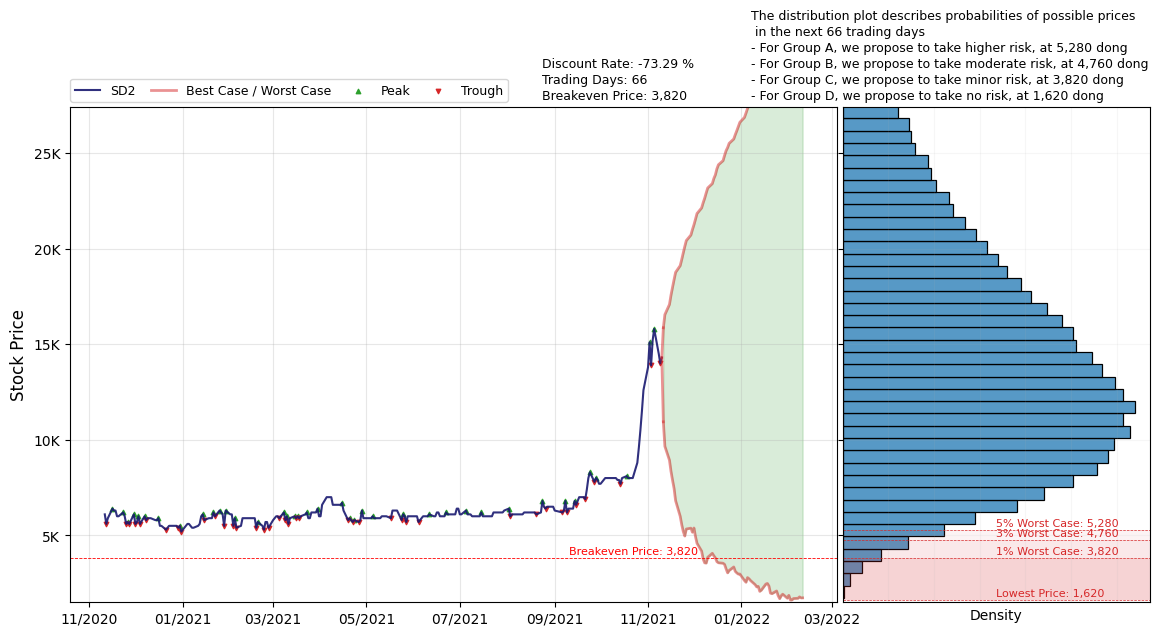 The distribution plot describes probabilities of possible prices
in the next 66 trading days
- For Group A, we propose to take higher risk, at 5,280 dong
- For Group B, we propose to take moderate risk, at 4,760 dong
- For Group C, we propose to take minor risk, at 3,820 dong
- For Group D, we propose to take no risk, at 1,620 dong
Discount Rate: -73.29 %
Trading Days: 66
Breakeven Price: 3,820
SD2 Best Case / Worst Case Peak Trough
Stock Price
25K
20K
15K
10K
5K
Breakeven Price: 3,820
5% Worst Case: 5,280
3% Worst Case: 4,760
1% Worst Case: 3,820
Lowest Price: 1,620
11/2020 01/2021 03/2021 05/2021 07/2021 09/2021 11/2021 01/2022 03/2022
Density